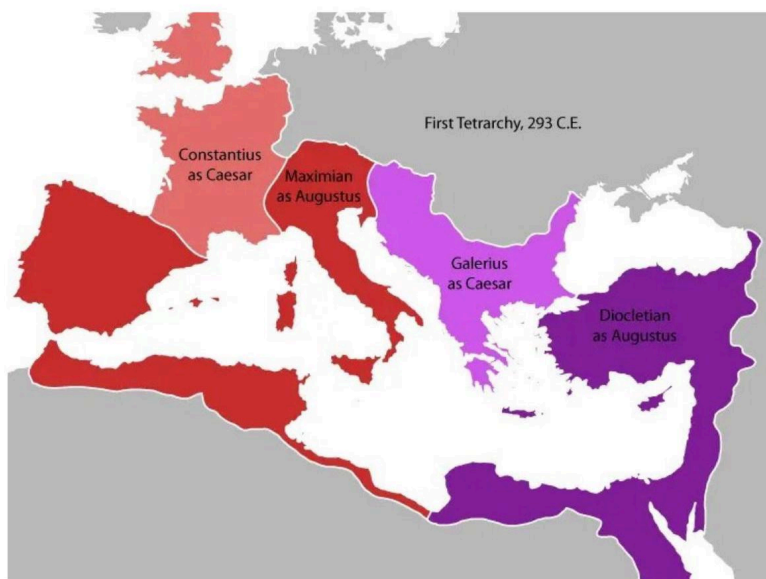 First Tetrarchy, 293 C.E.
Constantius
as Caesar
Maximian
as Augustus
Galerius
as Caesar
Diocletian
as Augustus